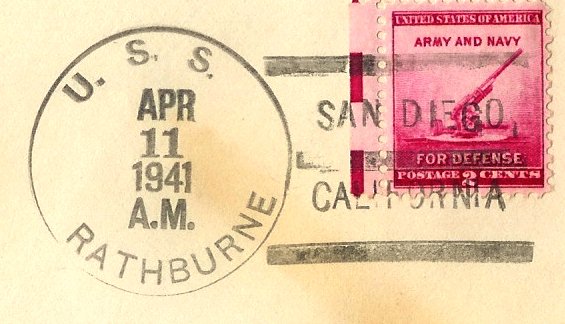 U. S. S.
APR
11
1941
A.M.
RATHBURNE
SAN DIEGO,
CALIFORNIA
UNITED STATES OF AMERICA
ARMY AND NAVY
FOR DEFENSE
POSTAGE 2 CENTS